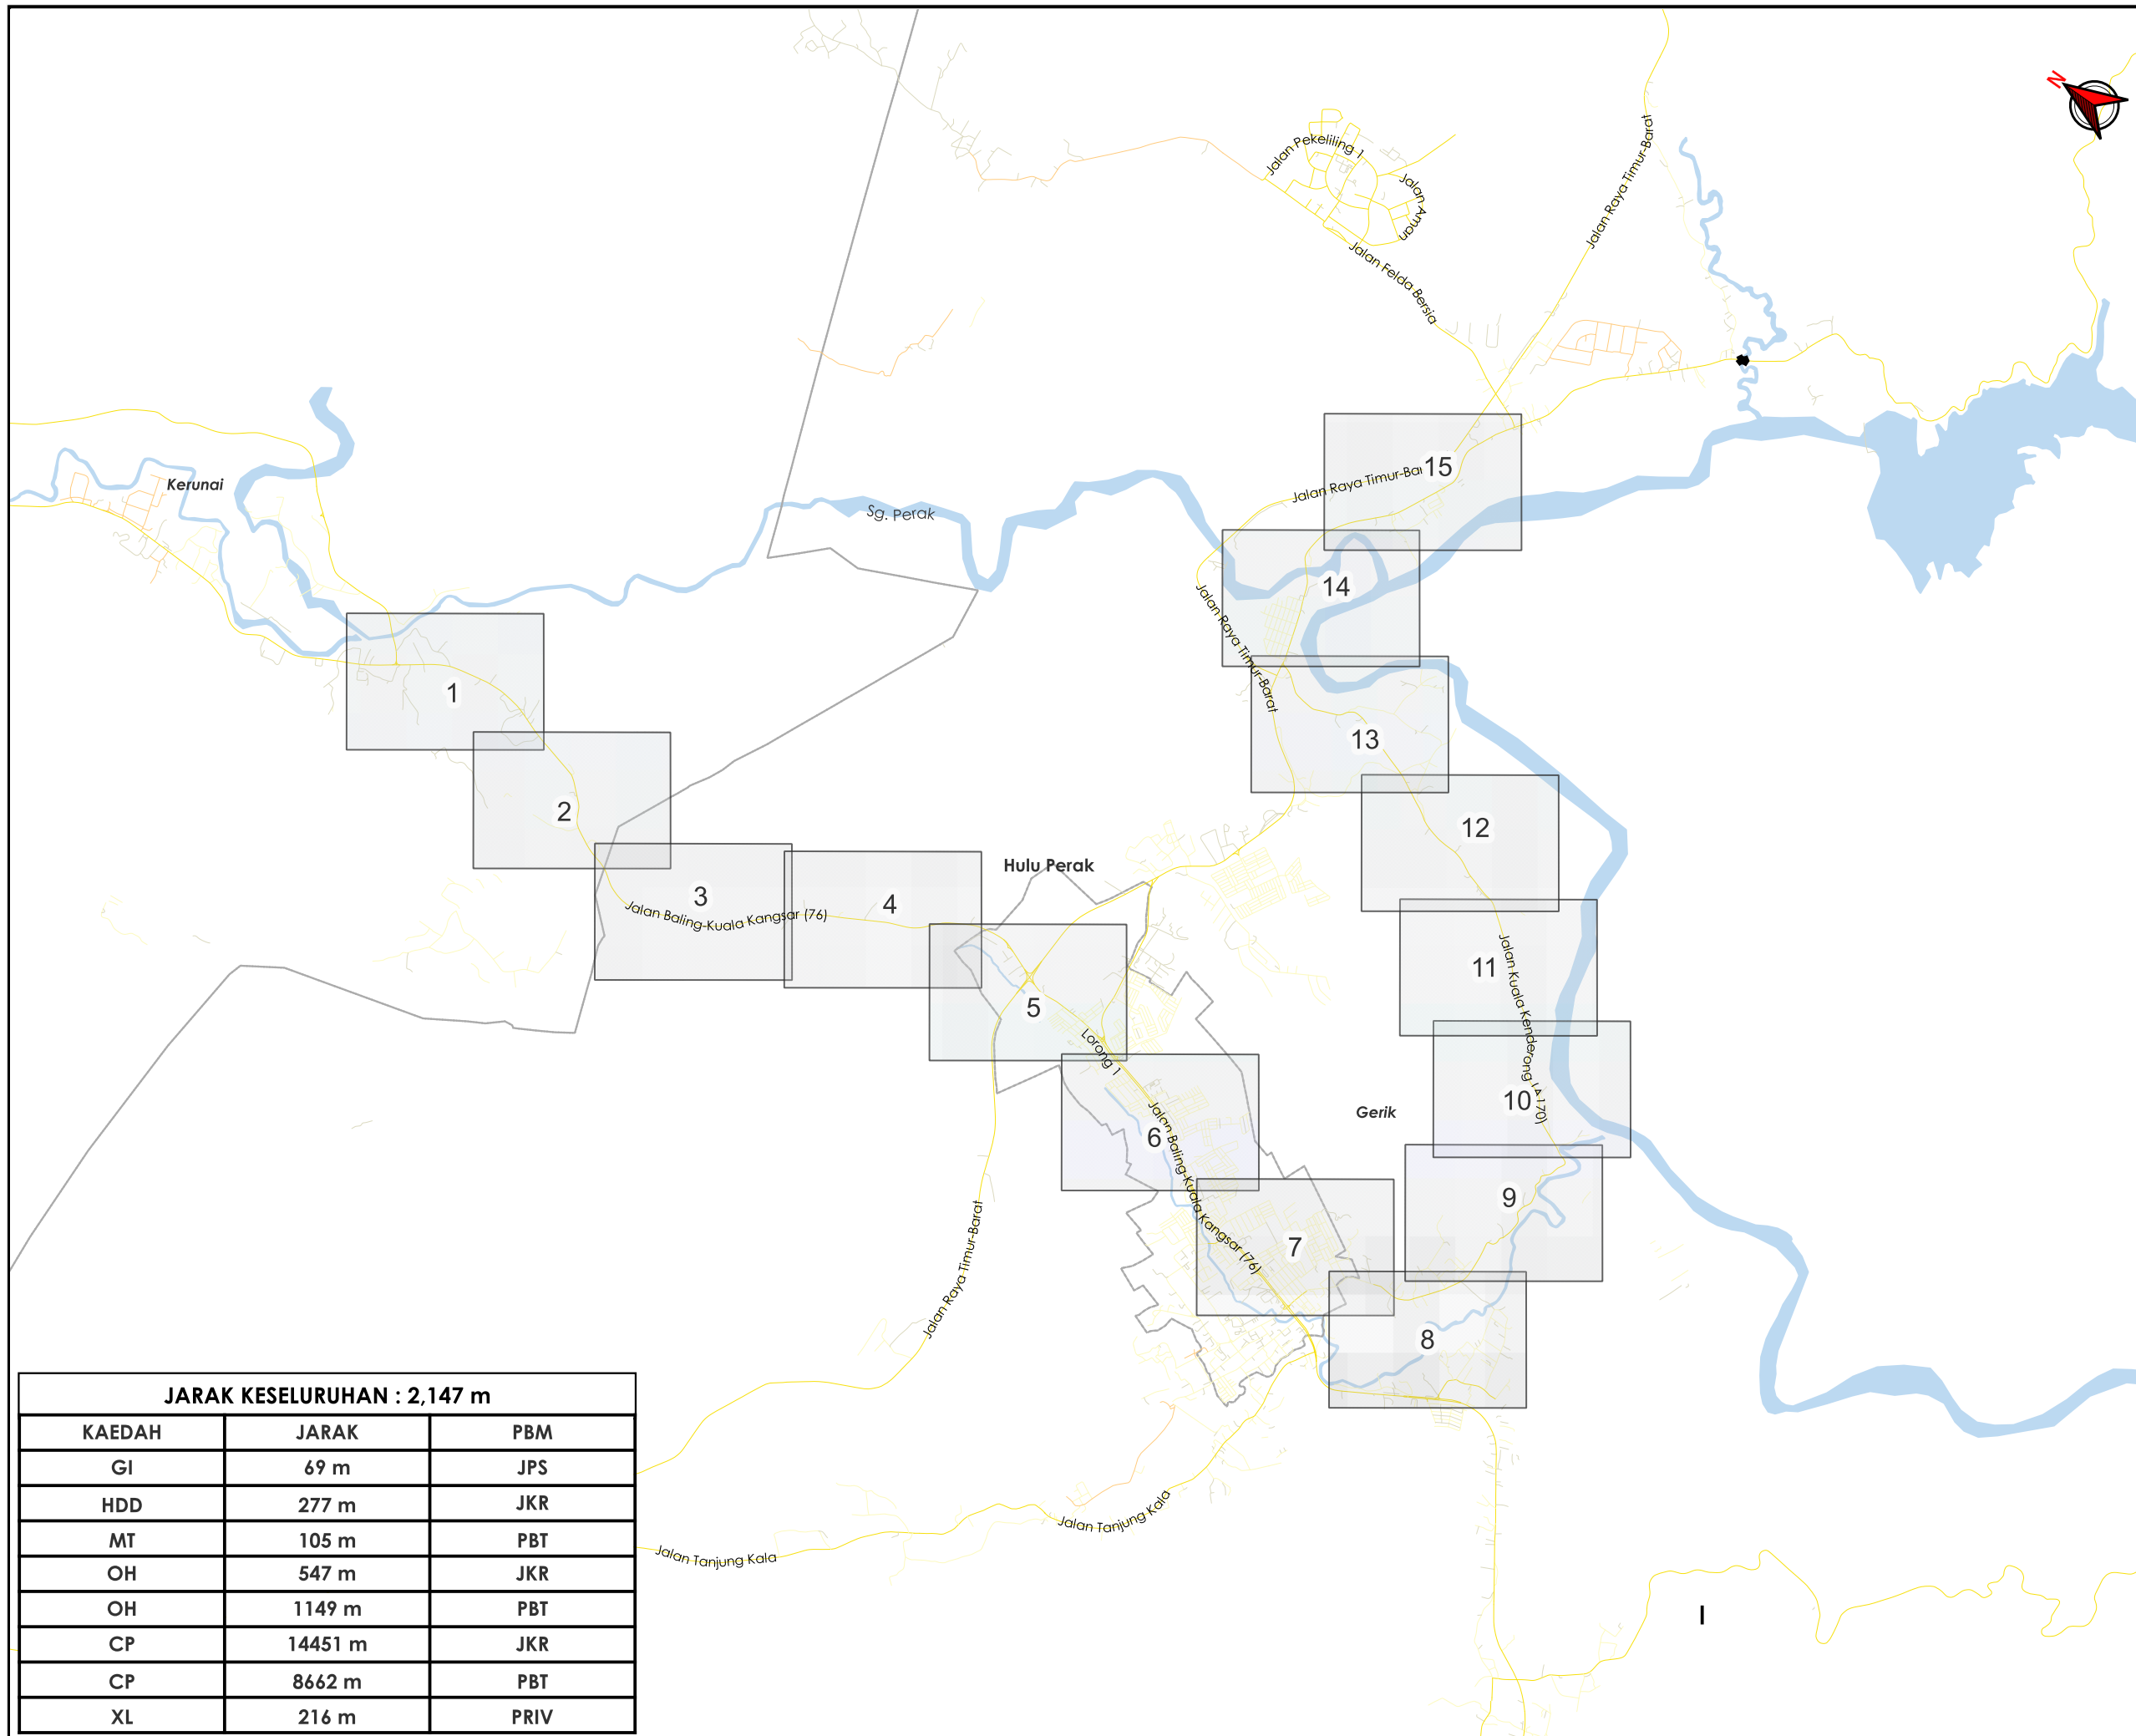 N
Jalan Pekeliling 1
Jalan Aman
Jalan Raya Timur-Barat
Jalan Felda Bersia
Kerunai
Sg. Perak
15
Jalan Raya Timur-Bar
14
Jalan Raya Timur-Barat
1
13
2
12
Hulu Perak
3
4
Jalan Baling-Kuala Kangsar (76)
11
Jalan Kuala Kenderong (A170)
5
Lorong 1
10
Gerik
6
Jalan Baling-Kuala Kangsar (76)
9
7
Jalan Raya Timur-Barat
8
JARAK KESELURUHAN : 2,147 m
KAEDAH JARAK PBM
GI 69 m JPS
HDD 277 m JKR
MT 105 m PBT
OH 547 m JKR
OH 1149 m PBT
CP 14451 m JKR
CP 8662 m PBT
XL 216 m PRIV
Jalan Tanjung Kala
Jalan Tanjung Kala
I